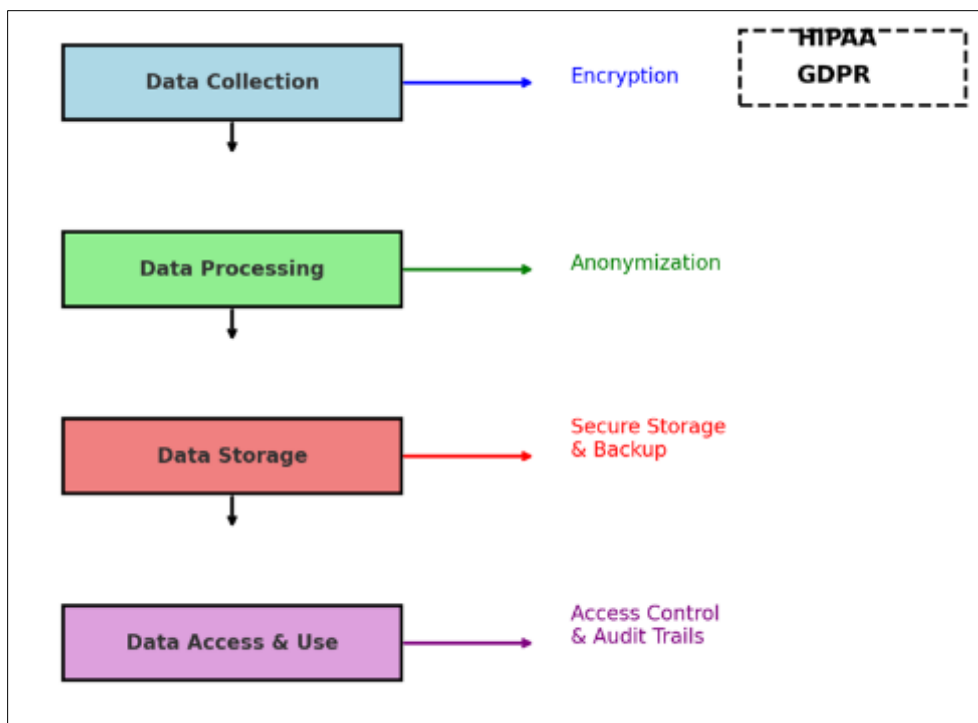 Data Collection
Encryption
HIPAA
GDPR
Data Processing
Anonymization
Data Storage
Secure Storage
& Backup
Data Access & Use
Access Control
& Audit Trails